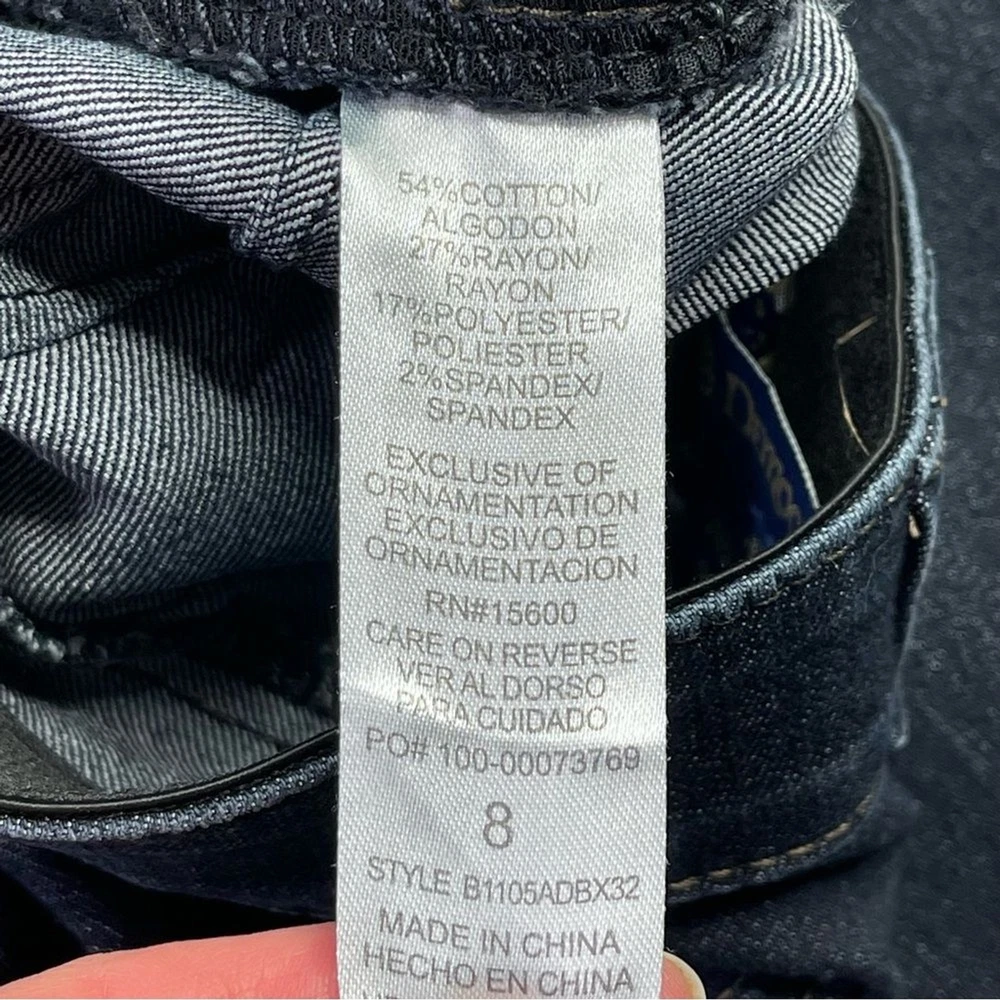 54%COTTON/
ALGODON
27%RAYON/
RAYON
17%POLYESTER/
POLIESTER
2%SPANDEX/
SPANDEX
EXCLUSIVE OF
ORNAMENTATION
EXCLUSIVO DE
ORNAMENTACION
RN#15600
CARE ON REVERSE
VER AL DORSO
PARA CUIDADO
PO# 100-00073769
8
STYLE B1105ADBX32
MADE IN CHINA
HECHO EN CHINA